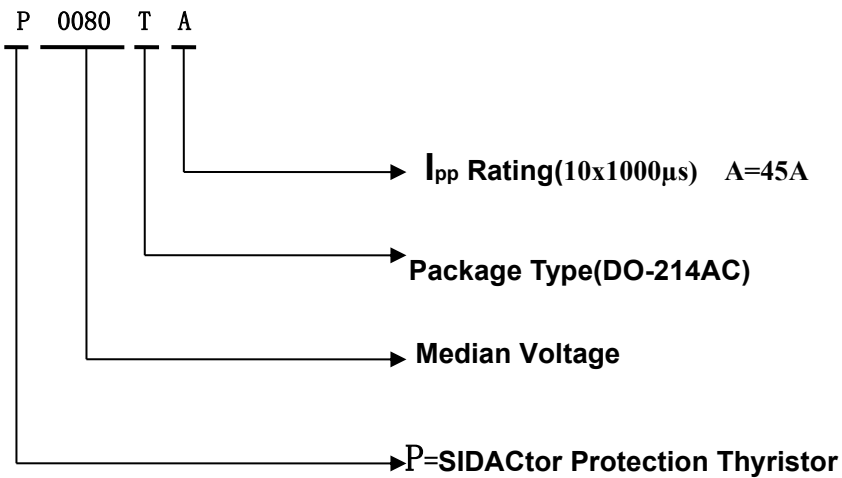 P 0080 T A
Ipp Rating(10x1000µs) A=45A
Package Type(DO-214AC)
Median Voltage
P=SIDACtor Protection Thyristor